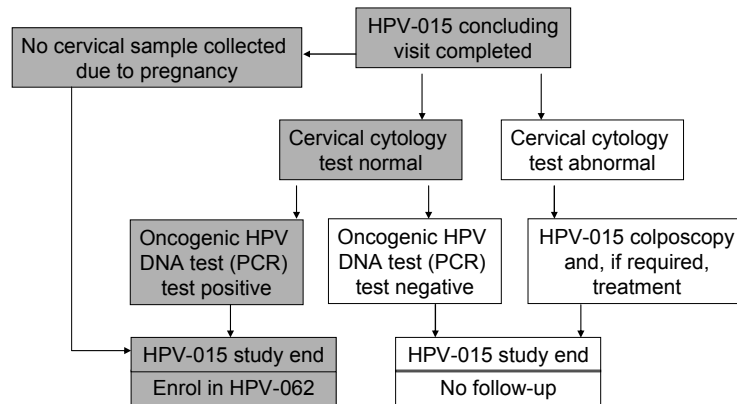 No cervical sample collected
due to pregnancy
HPV-015 concluding
visit completed
Cervical cytology
test normal
Cervical cytology
test abnormal
Oncogenic HPV
DNA test (PCR)
test positive
Oncogenic HPV
DNA test (PCR)
test negative
HPV-015 colposcopy
and, if required,
treatment
HPV-015 study end
Enrol in HPV-062
HPV-015 study end
No follow-up